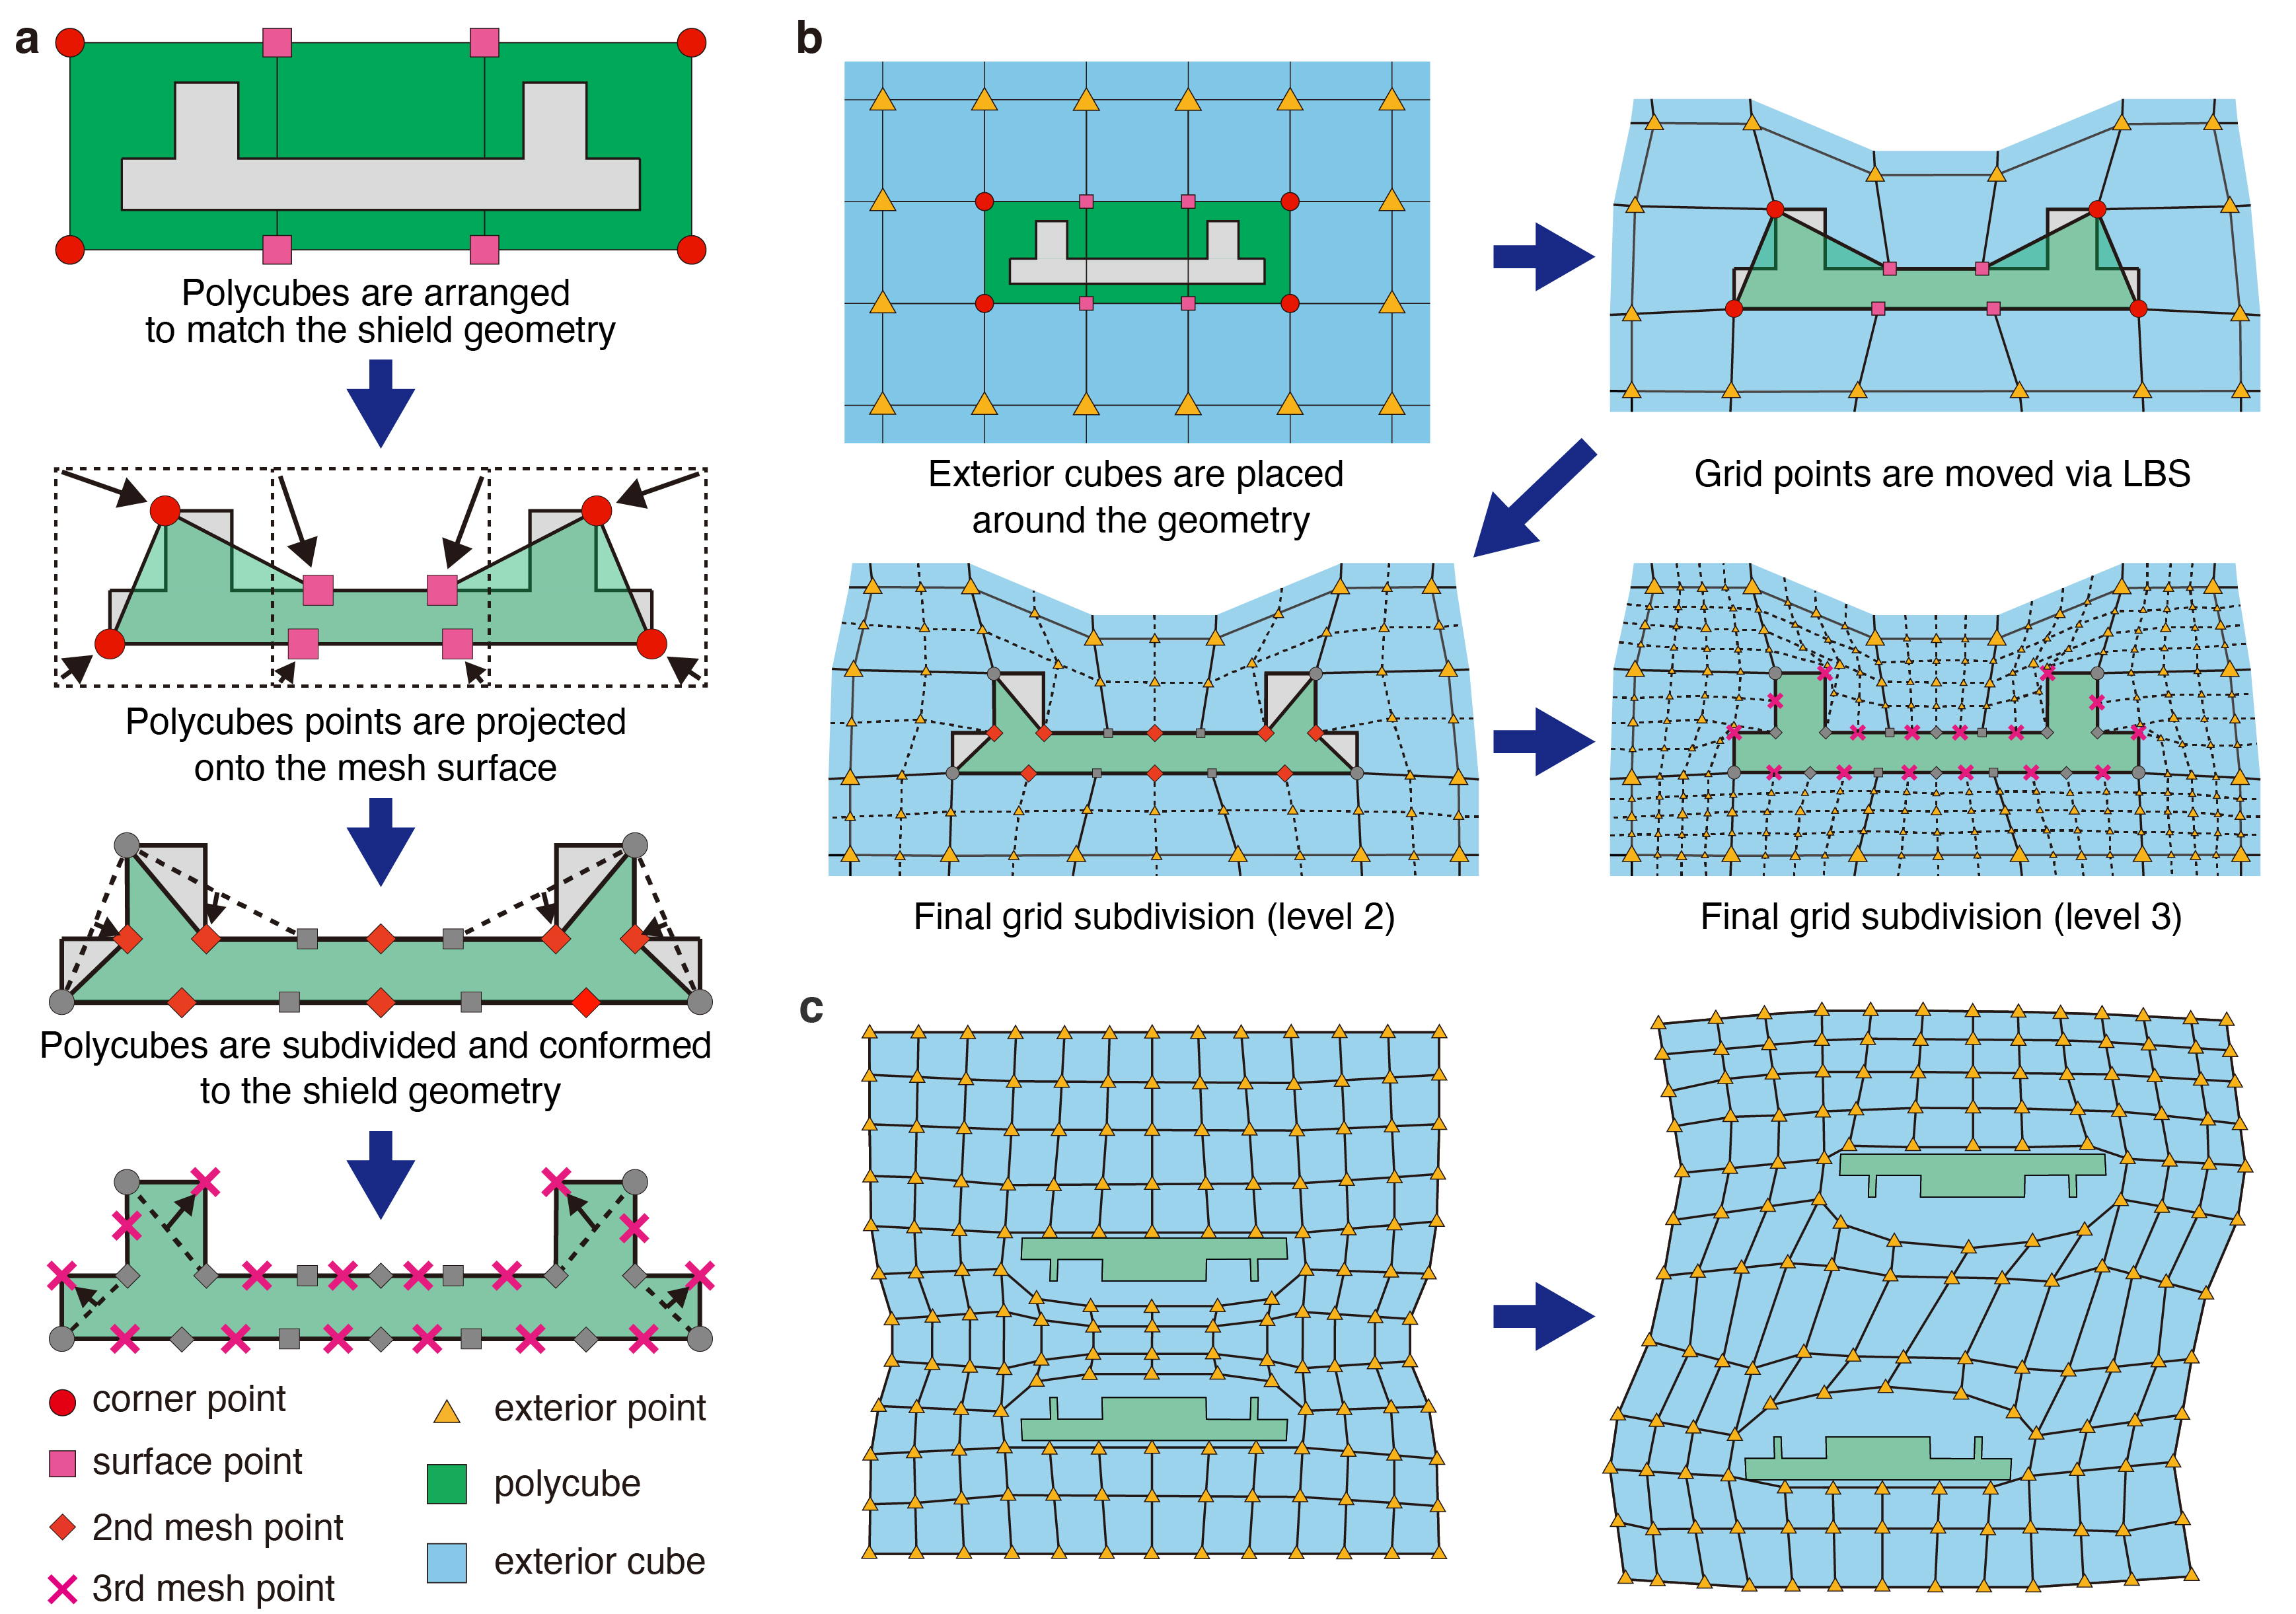 a
Polycubes are arranged
to match the shield geometry
Polycubes points are projected
onto the mesh surface
Polycubes are subdivided and conformed
to the shield geometry
corner point
surface point
2nd mesh point
3rd mesh point
exterior point
polycube
exterior cube
b
Exterior cubes are placed
around the geometry
Grid points are moved via LBS
Final grid subdivision (level 2)
Final grid subdivision (level 3)
c